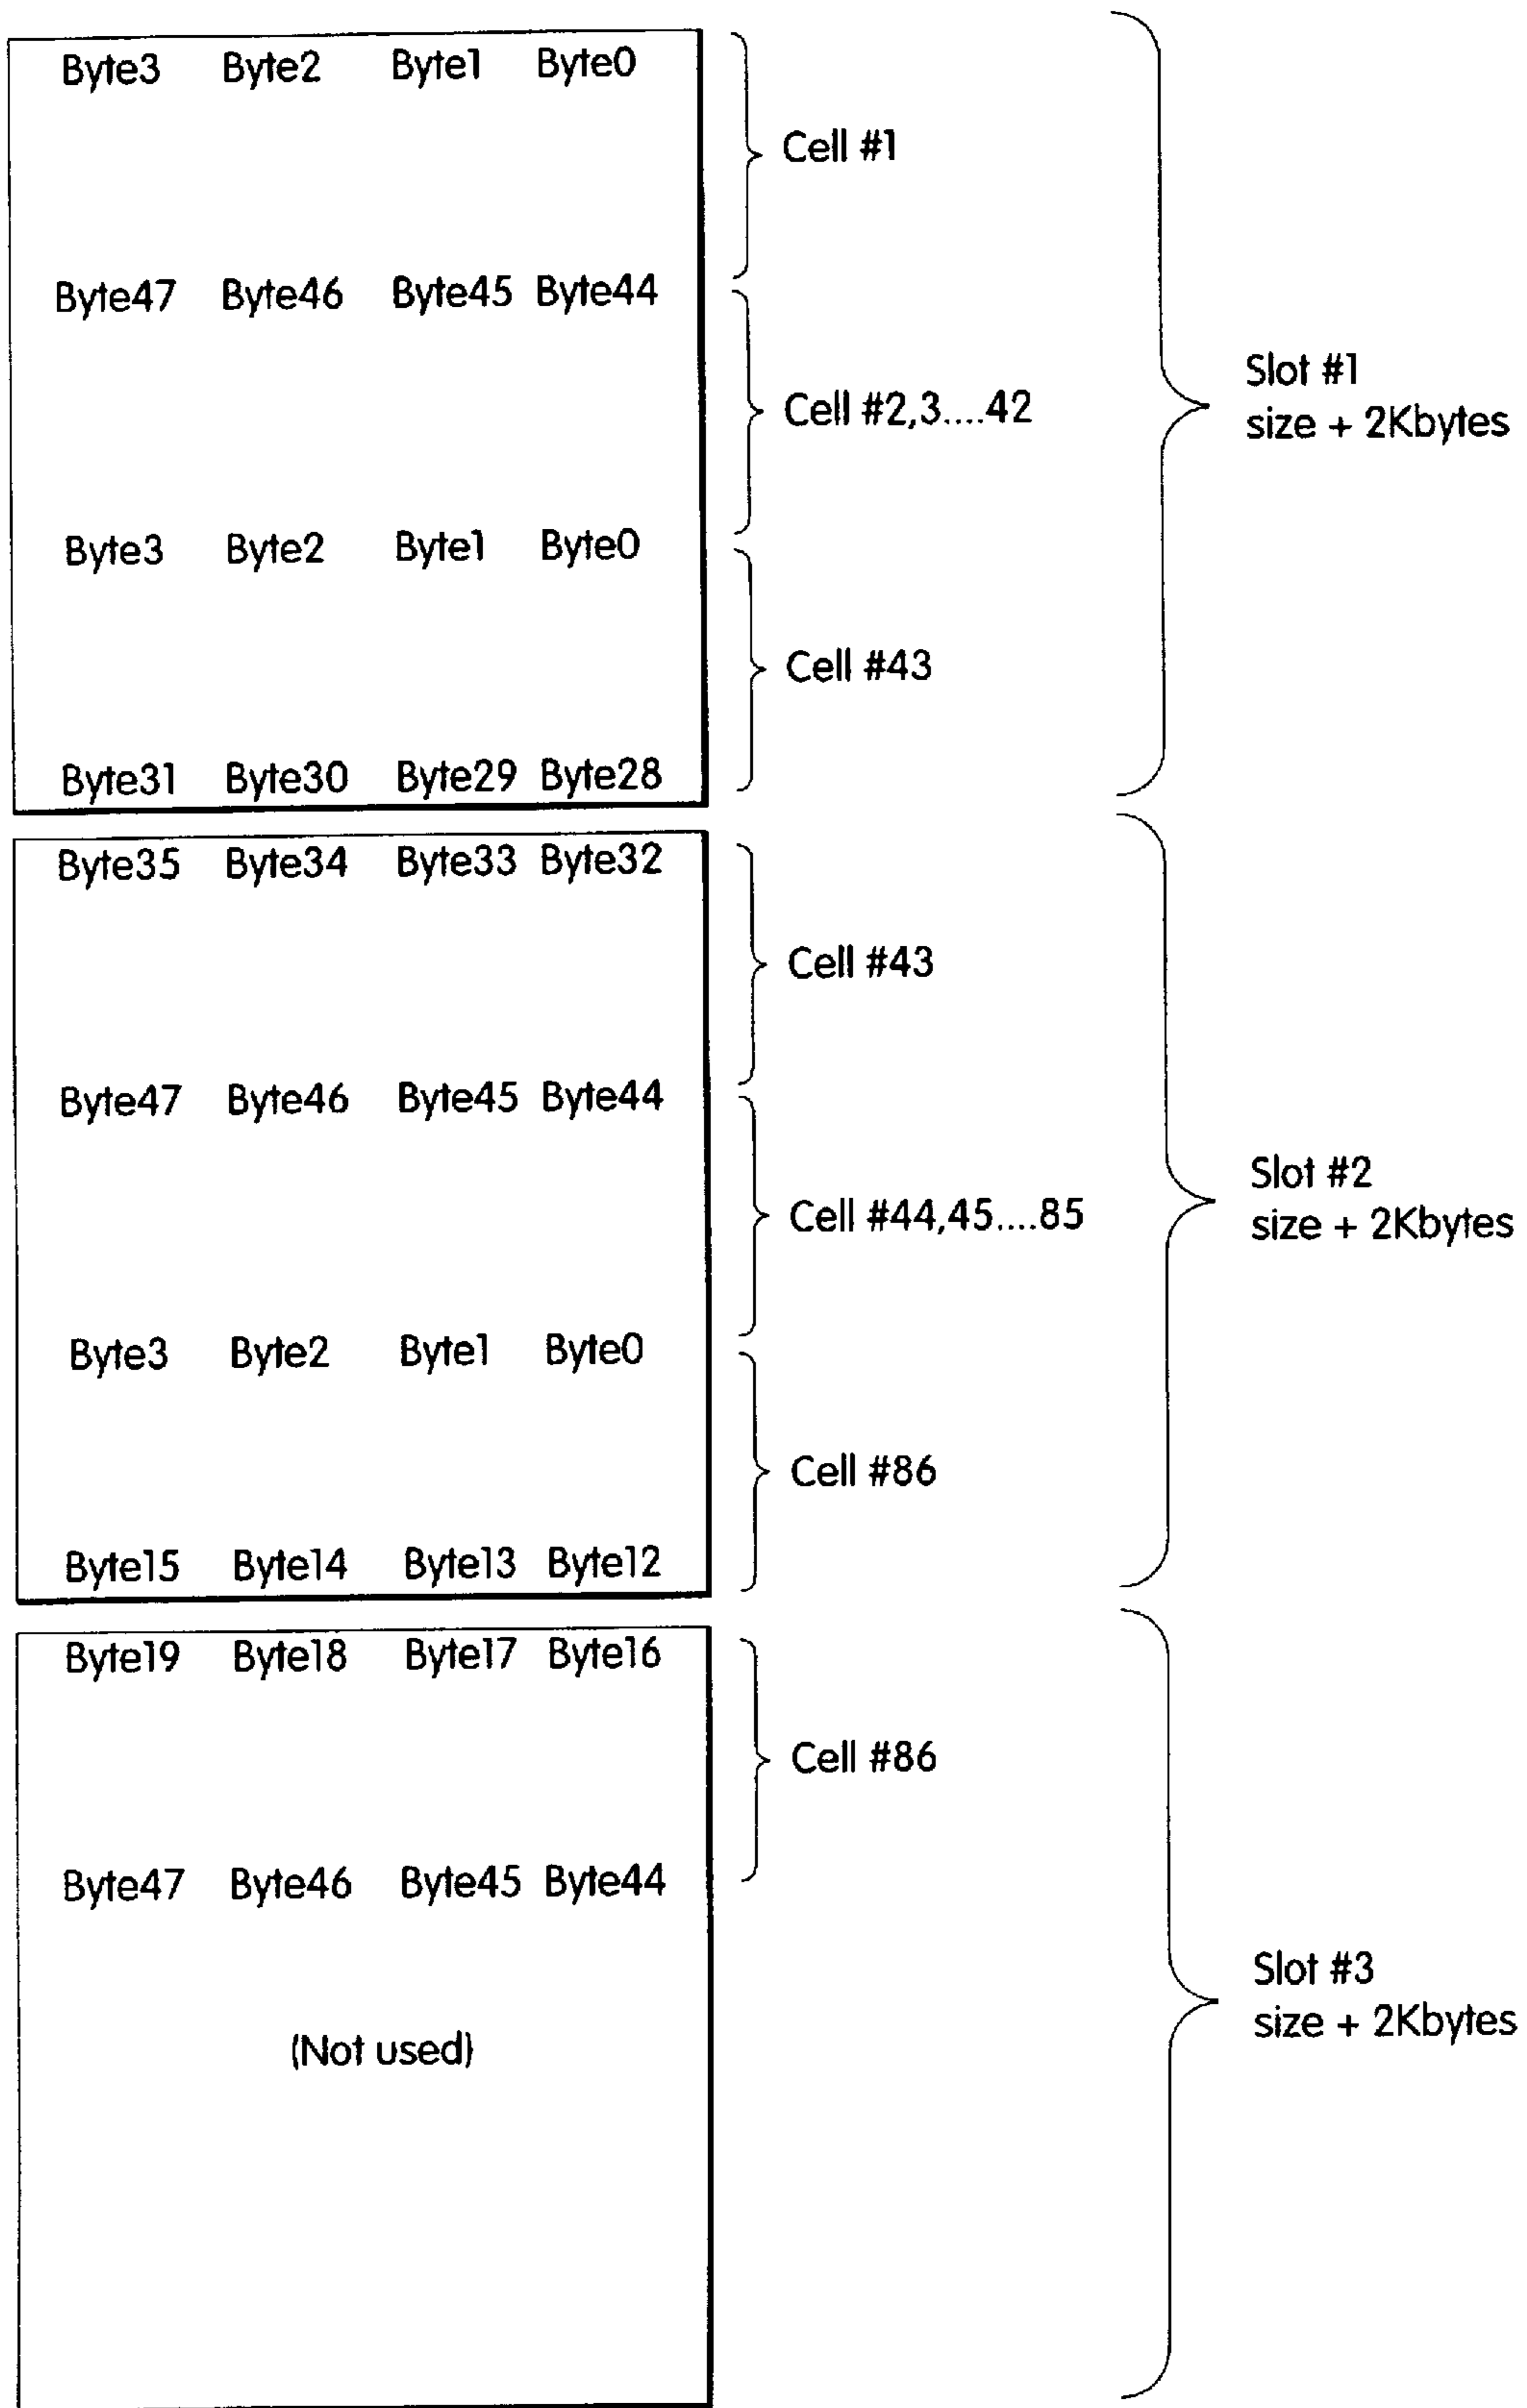 Byte3 Byte2 Byte1 Byte0
Cell #1
Byte47 Byte46 Byte45 Byte44
Cell #2,3....42
Slot #1
size + 2Kbytes
Byte3 Byte2 Byte1 Byte0
Cell #43
Byte31 Byte30 Byte29 Byte28
Byte35 Byte34 Byte33 Byte32
Cell #43
Byte47 Byte46 Byte45 Byte44
Cell #44,45....85
Slot #2
size + 2Kbytes
Byte3 Byte2 Byte1 Byte0
Cell #86
Byte15 Byte14 Byte13 Byte12
Byte19 Byte18 Byte17 Byte16
Cell #86
Byte47 Byte46 Byte45 Byte44
Slot #3
size + 2Kbytes
(Not used)